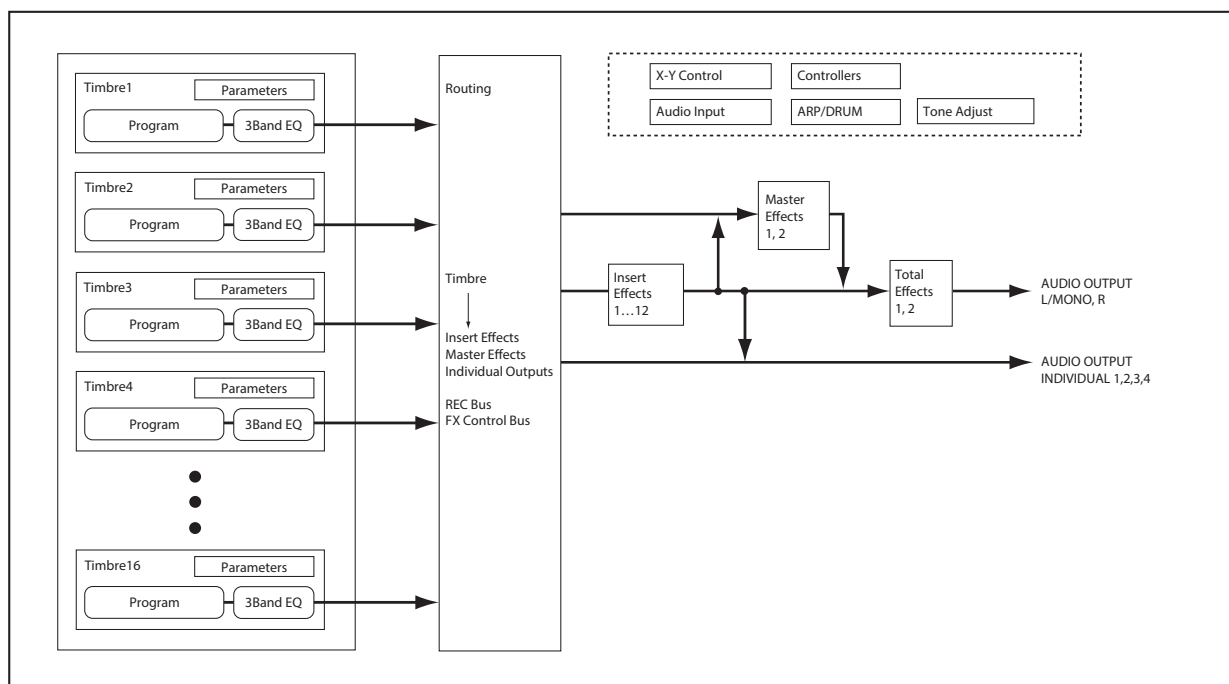 Timbre1
Parameters
Program
3Band EQ
Timbre2
Parameters
Program
3Band EQ
Timbre3
Parameters
Program
3Band EQ
Timbre4
Parameters
Program
3Band EQ
Timbre16
Parameters
Program
3Band EQ
Routing
Timbre
Insert Effects
Master Effects
Individual Outputs
REC Bus
FX Control Bus
X-Y Control
Controllers
Audio Input
ARP/DRUM
Tone Adjust
Master
Effects
1, 2
Insert
Effects
1…12
Total
Effects
1, 2
AUDIO OUTPUT
L/MONO, R
AUDIO OUTPUT
INDIVIDUAL 1,2,3,4